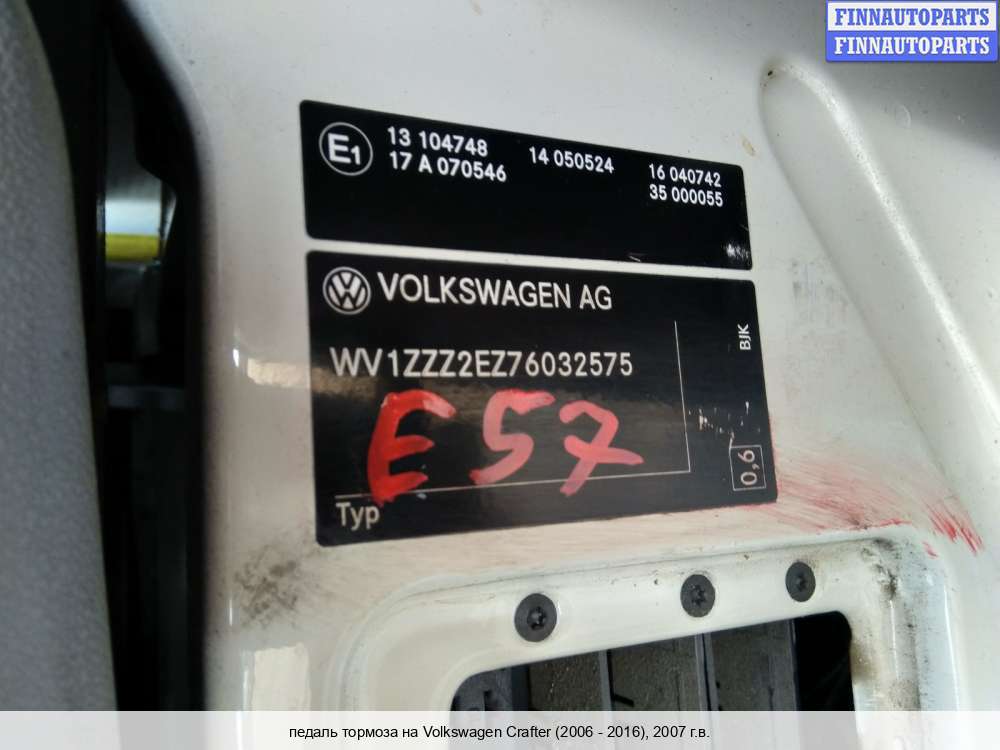 FINNAUTOPARTS
FINNAUTOPARTS
E1
13 104748 14 050524 16 040742
17 A 070546 35 000055
VOLKSWAGEN AG
BJK
WV1ZZZ2EZ76032575
E 57
0,6
Typ
педаль тормоза на Volkswagen Crafter (2006 - 2016), 2007 г.в.